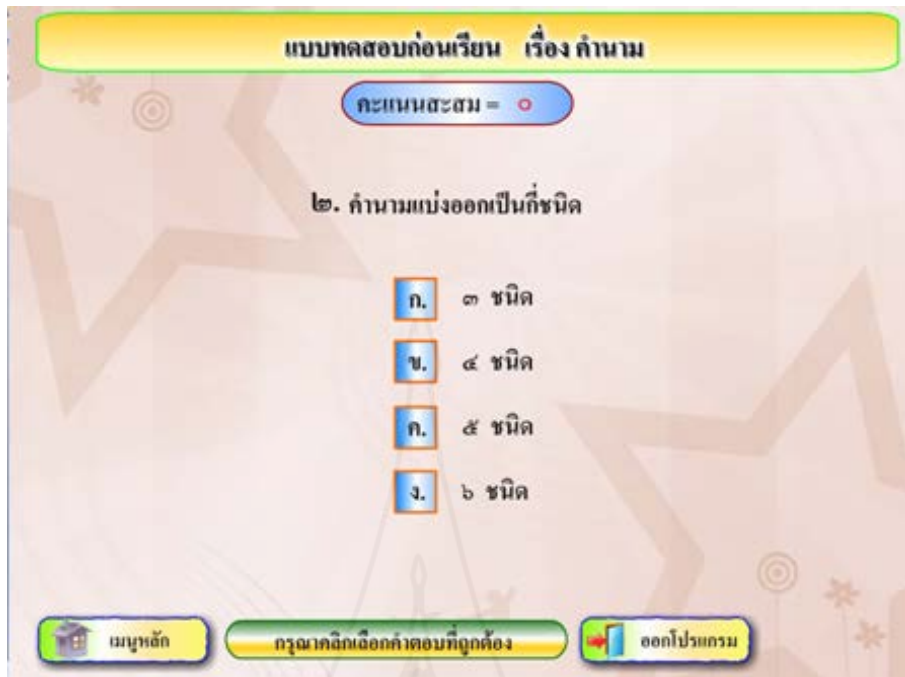 แบบทดสอบก่อนเรียน เรื่อง คำนาม
คะแนนสะสม = ๐
๒. คำนามแบ่งออกเป็นกี่ชนิด
ก. ๓ ชนิด
ข. ๔ ชนิด
ค. ๕ ชนิด
ง. ๖ ชนิด
เมนูหลัก กรุณาคลิกเลือกคำตอบที่ถูกต้อง ออกโปรแกรม